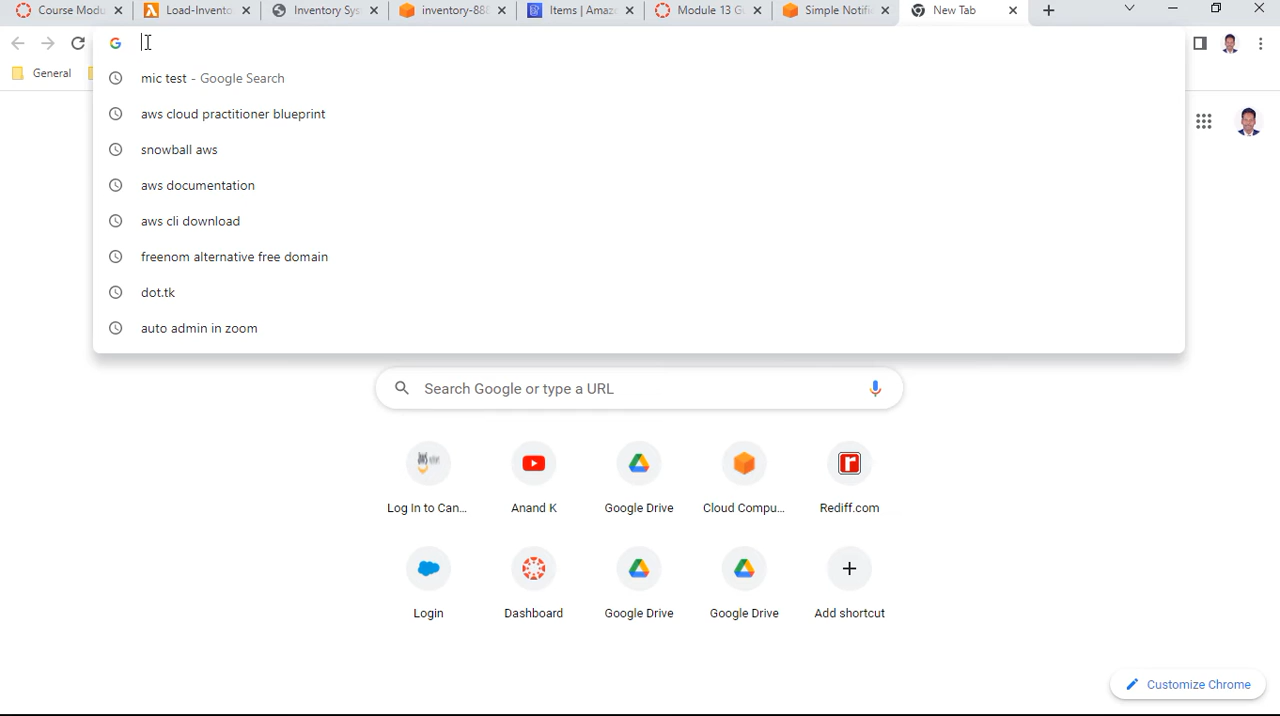 Course Modu
Load-Invento
Inventory Sys
inventory-888
Items | Amaz
Module 13 G
Simple Notifi
New Tab
General
mic test - Google Search
aws cloud practitioner blueprint
snowball aws
aws documentation
aws cli download
freenom alternative free domain
dot.tk
auto admin in zoom
Search Google or type a URL
Log In to Can...
Anand K
Google Drive
Cloud Compu...
Rediff.com
Login
Dashboard
Google Drive
Google Drive
Add shortcut
Customize Chrome